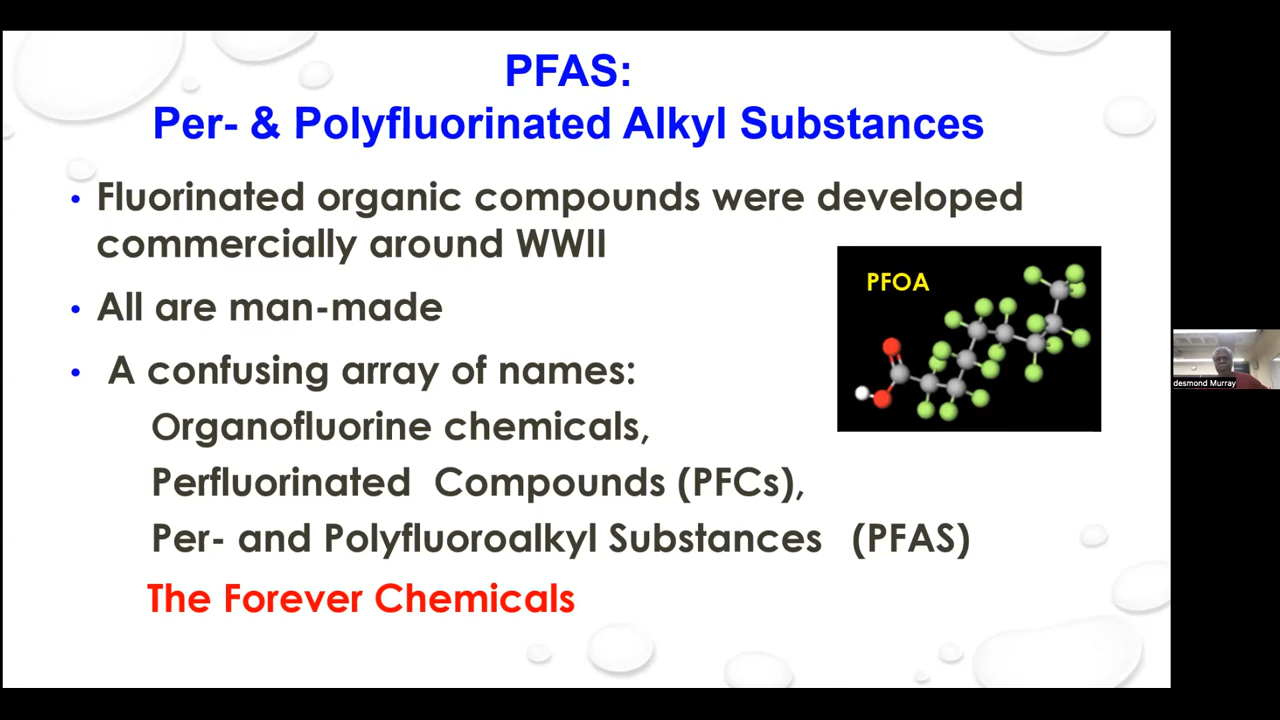 PFAS:
Per- & Polyfluorinated Alkyl Substances
• Fluorinated organic compounds were developed
commercially around WWII
• All are man-made
• A confusing array of names:
Organofluorine chemicals,
Perfluorinated Compounds (PFCs),
Per- and Polyfluoroalkyl Substances (PFAS)
The Forever Chemicals
PFOA
desmond Murray